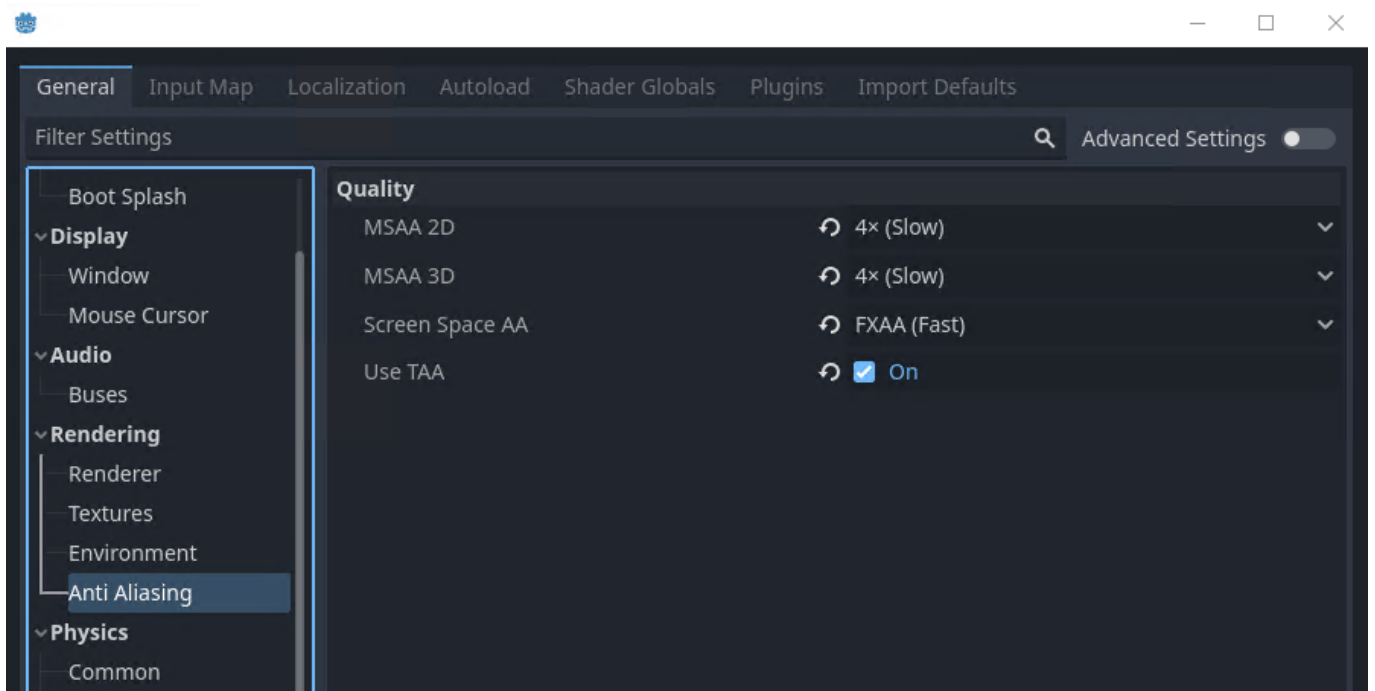 General Input Map Localization Autoload Shader Globals Plugins Import Defaults
Filter Settings Advanced Settings
Boot Splash
Display
Window
Mouse Cursor
Audio
Buses
Rendering
Renderer
Textures
Environment
Anti Aliasing
Physics
Common
Quality
MSAA 2D 4× (Slow)
MSAA 3D 4× (Slow)
Screen Space AA FXAA (Fast)
Use TAA On